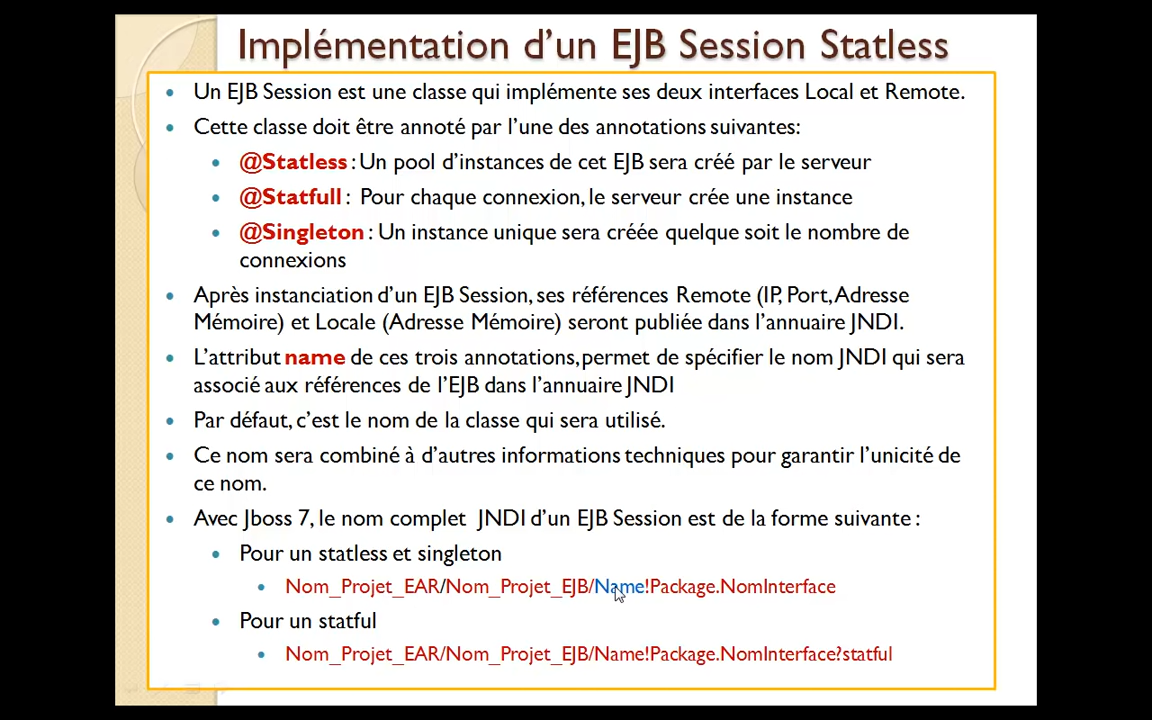 Implémentation d’un EJB Session Statless
• Un EJB Session est une classe qui implémente ses deux interfaces Local et Remote.
• Cette classe doit être annoté par l’une des annotations suivantes:
• @Statless : Un pool d’instances de cet EJB sera créé par le serveur
• @Statfull : Pour chaque connexion, le serveur crée une instance
• @Singleton : Un instance unique sera créée quelque soit le nombre de
connexions
• Après instanciation d’un EJB Session, ses références Remote (IP, Port, Adresse
Mémoire) et Locale (Adresse Mémoire) seront publiée dans l’annuaire JNDI.
• L’attribut name de ces trois annotations, permet de spécifier le nom JNDI qui sera
associé aux références de l’EJB dans l’annuaire JNDI
• Par défaut, c’est le nom de la classe qui sera utilisé.
• Ce nom sera combiné à d’autres informations techniques pour garantir l’unicité de
ce nom.
• Avec Jboss 7, le nom complet JNDI d’un EJB Session est de la forme suivante :
• Pour un statless et singleton
• Nom_Projet_EAR/Nom_Projet_EJB/Name!Package.NomInterface
• Pour un statful
• Nom_Projet_EAR/Nom_Projet_EJB/Name!Package.NomInterface?statful